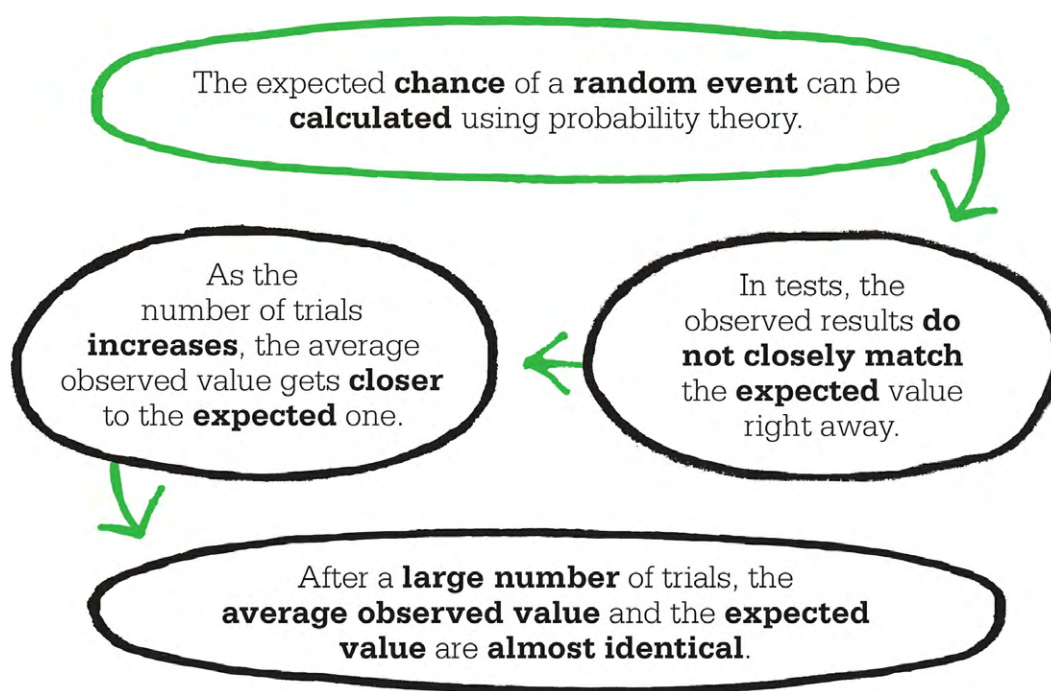 The expected chance of a random event can be
calculated using probability theory.
In tests, the
observed results do
not closely match
the expected value
right away.
As the
number of trials
increases, the average
observed value gets closer
to the expected one.
After a large number of trials, the
average observed value and the expected
value are almost identical.